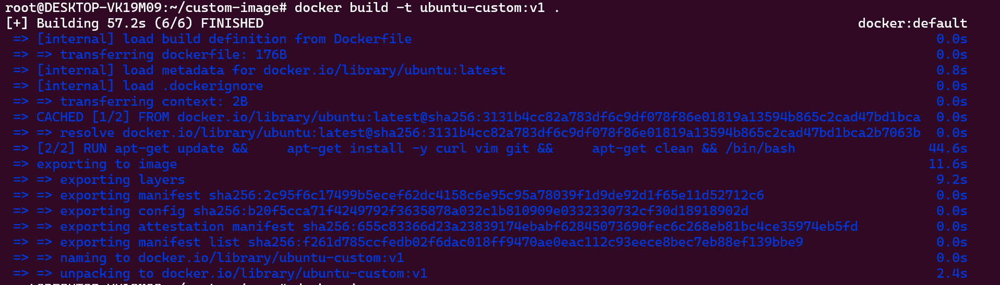 root@DESKTOP-VK19M09:~/custom-image# docker build -t ubuntu-custom:v1 .
[+] Building 57.2s (6/6) FINISHED docker:default
=> [internal] load build definition from Dockerfile 0.0s
=> => transferring dockerfile: 176B 0.0s
=> [internal] load metadata for docker.io/library/ubuntu:latest 0.8s
=> [internal] load .dockerignore 0.0s
=> => transferring context: 2B 0.0s
=> CACHED [1/2] FROM docker.io/library/ubuntu:latest@sha256:3131b4cc82a783df6c9df078f86e01819a13594b865c2cad47bd1bca 0.0s
=> => resolve docker.io/library/ubuntu:latest@sha256:3131b4cc82a783df6c9df078f86e01819a13594b865c2cad47bd1bca2b7063b 0.0s
=> [2/2] RUN apt-get update &&     apt-get install -y curl vim git &&     apt-get clean && /bin/bash 44.6s
=> exporting to image 11.6s
=> => exporting layers 9.2s
=> => exporting manifest sha256:2c95f6c17499b5ecef62dc4158c6e95c95a78039f1d9de92d1f65e11d52712c6 0.0s
=> => exporting config sha256:b20f5cca71f4249792f3635878a032c1b810909e0332330732cf30d18918902d 0.0s
=> => exporting attestation manifest sha256:655c83366d23a23839174ebabf62845073690fec6c268eb81bc4ce35974eb5fd 0.0s
=> => exporting manifest list sha256:f261d785ccfedb02f6dac018ff9470ae0eac112c93eece8bec7eb88ef139bbe9 0.0s
=> => naming to docker.io/library/ubuntu-custom:v1 0.0s
=> => unpacking to docker.io/library/ubuntu-custom:v1 2.4s